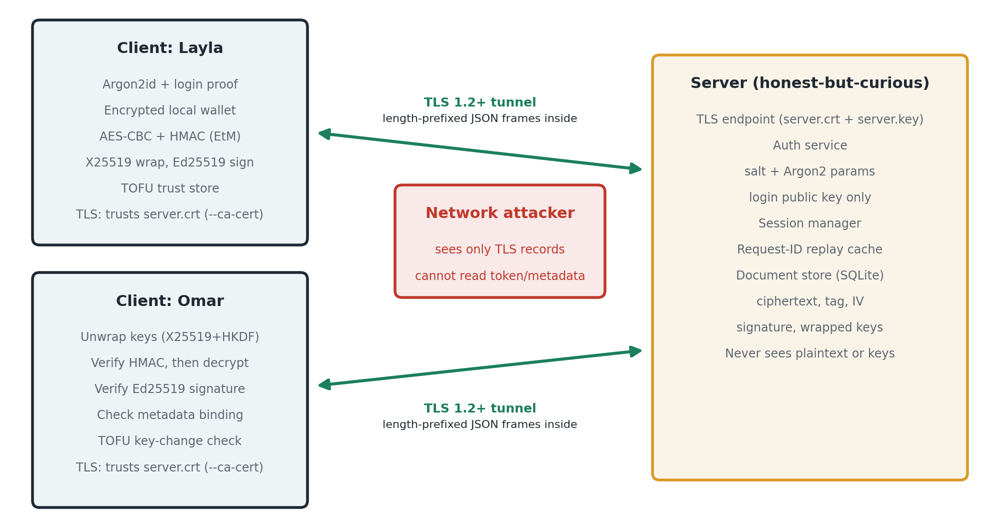 Client: Layla
Argon2id + login proof
Encrypted local wallet
AES-CBC + HMAC (EtM)
X25519 wrap, Ed25519 sign
TOFU trust store
TLS: trusts server.crt (--ca-cert)
Client: Omar
Unwrap keys (X25519+HKDF)
Verify HMAC, then decrypt
Verify Ed25519 signature
Check metadata binding
TOFU key-change check
TLS: trusts server.crt (--ca-cert)
TLS 1.2+ tunnel
length-prefixed JSON frames inside
Network attacker
sees only TLS records
cannot read token/metadata
TLS 1.2+ tunnel
length-prefixed JSON frames inside
Server (honest-but-curious)
TLS endpoint (server.crt + server.key)
Auth service
salt + Argon2 params
login public key only
Session manager
Request-ID replay cache
Document store (SQLite)
ciphertext, tag, IV
signature, wrapped keys
Never sees plaintext or keys